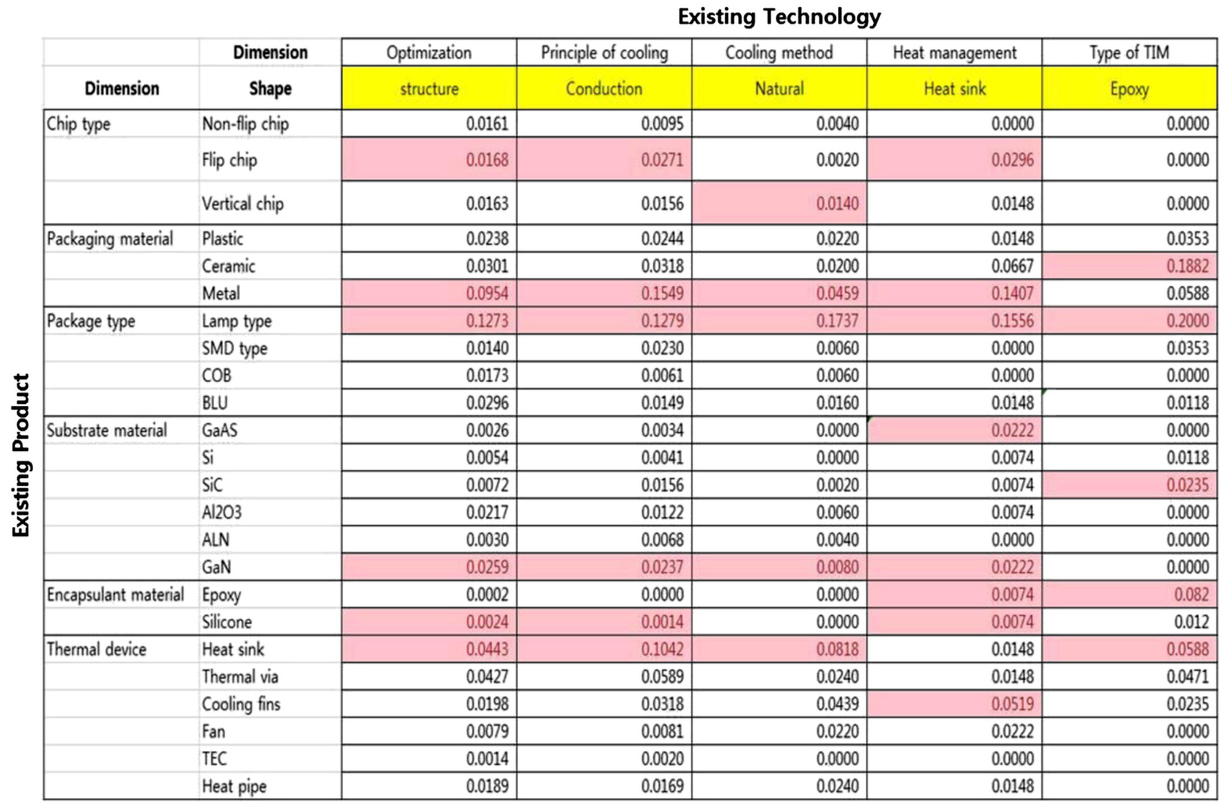 Existing Technology
Dimension Optimization Principle of cooling Cooling method Heat management Type of TIM
Dimension Shape structure Conduction Natural Heat sink Epoxy
Chip type Non-flip chip 0.0161 0.0095 0.0040 0.0000 0.0000
Flip chip 0.0168 0.0271 0.0020 0.0296 0.0000
Vertical chip 0.0163 0.0156 0.0140 0.0148 0.0000
Packaging material Plastic 0.0238 0.0244 0.0220 0.0148 0.0353
Ceramic 0.0301 0.0318 0.0200 0.0667 0.1882
Metal 0.0954 0.1549 0.0459 0.1407 0.0588
Package type Lamp type 0.1273 0.1279 0.1737 0.1556 0.2000
SMD type 0.0140 0.0230 0.0060 0.0000 0.0353
COB 0.0173 0.0061 0.0060 0.0000 0.0000
BLU 0.0296 0.0149 0.0160 0.0148 0.0118
Substrate material GaAS 0.0026 0.0034 0.0000 0.0222 0.0000
Si 0.0054 0.0041 0.0000 0.0074 0.0118
SiC 0.0072 0.0156 0.0020 0.0074 0.0235
Al2O3 0.0217 0.0122 0.0060 0.0074 0.0000
ALN 0.0030 0.0068 0.0040 0.0000 0.0000
GaN 0.0259 0.0237 0.0080 0.0222 0.0000
Encapsulant material Epoxy 0.0002 0.0000 0.0000 0.0074 0.082
Silicone 0.0024 0.0014 0.0000 0.0074 0.012
Thermal device Heat sink 0.0443 0.1042 0.0818 0.0148 0.0588
Thermal via 0.0427 0.0589 0.0240 0.0148 0.0471
Cooling fins 0.0198 0.0318 0.0439 0.0519 0.0235
Fan 0.0079 0.0081 0.0220 0.0222 0.0000
TEC 0.0014 0.0020 0.0000 0.0000 0.0000
Heat pipe 0.0189 0.0169 0.0240 0.0148 0.0000
Existing Product